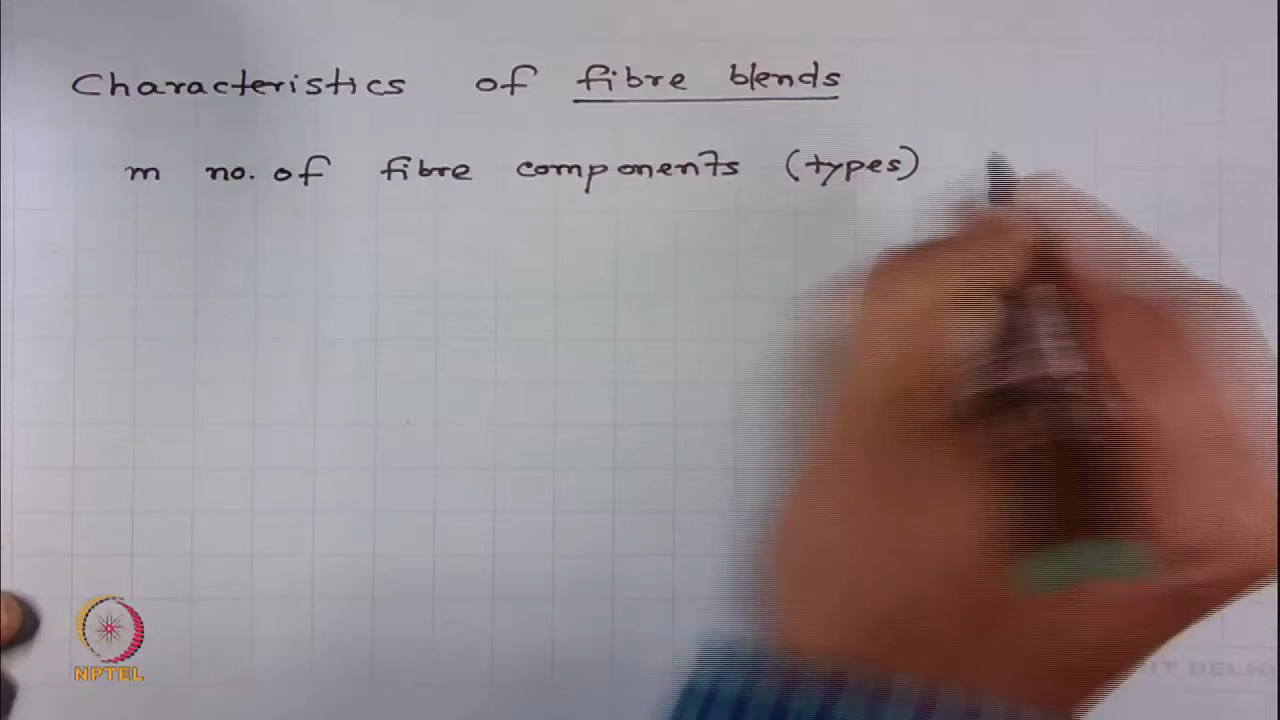 Characteristics of fibre blends
m no. of fibre components (types)
NPTEL